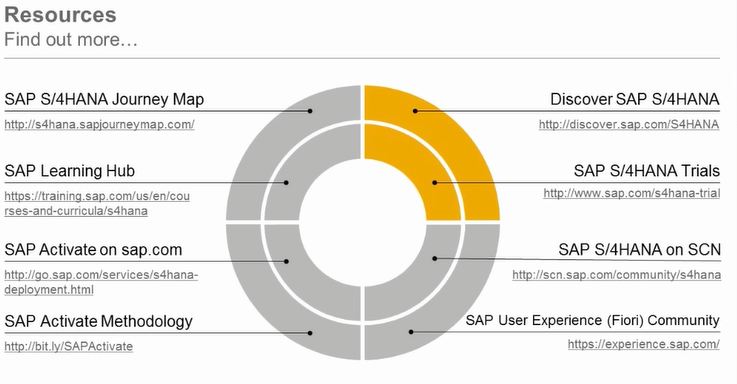 Resources
Find out more…
SAP S/4HANA Journey Map
http://s4hana.sapjourneymap.com/
SAP Learning Hub
https://training.sap.com/us/en/cou
rses-and-curricula/s4hana
SAP Activate on sap.com
http://go.sap.com/services/s4hana-
deployment.html
SAP Activate Methodology
http://bit.ly/SAPActivate
Discover SAP S/4HANA
http://discover.sap.com/S4HANA
SAP S/4HANA Trials
http://www.sap.com/s4hana-trial
SAP S/4HANA on SCN
http://scn.sap.com/community/s4hana
SAP User Experience (Fiori) Community
https://experience.sap.com/